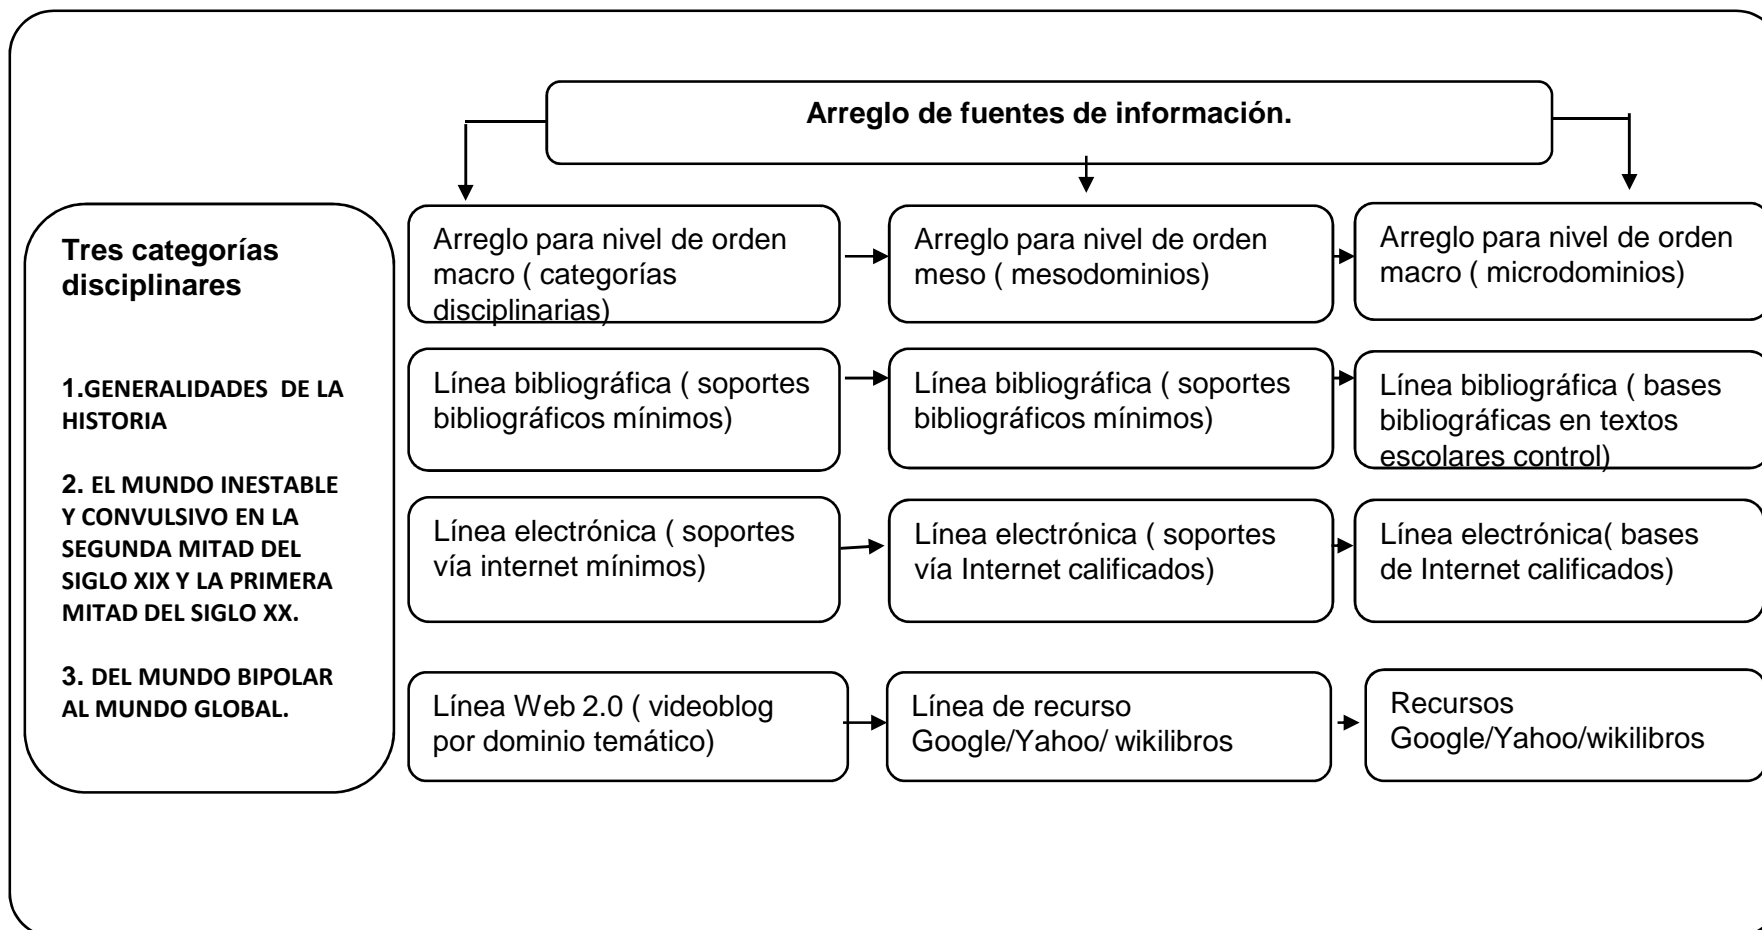 Arreglo de fuentes de información.
Tres categorías
disciplinares
1.GENERALIDADES DE LA
HISTORIA
2. EL MUNDO INESTABLE
Y CONVULSIVO EN LA
SEGUNDA MITAD DEL
SIGLO XIX Y LA PRIMERA
MITAD DEL SIGLO XX.
3. DEL MUNDO BIPOLAR
AL MUNDO GLOBAL.
Arreglo para nivel de orden
macro ( categorías
disciplinarias)
Arreglo para nivel de orden
meso ( mesodominios)
Arreglo para nivel de orden
macro ( microdominios)
Línea bibliográfica ( soportes
bibliográficos mínimos)
Línea bibliográfica ( soportes
bibliográficos mínimos)
Línea bibliográfica ( bases
bibliográficas en textos
escolares control)
Línea electrónica ( soportes
vía internet mínimos)
Línea electrónica ( soportes
vía Internet calificados)
Línea electrónica( bases
de Internet calificados)
Línea Web 2.0 ( videoblog
por dominio temático)
Línea de recurso
Google/Yahoo/ wikilibros
Recursos
Google/Yahoo/wikilibros